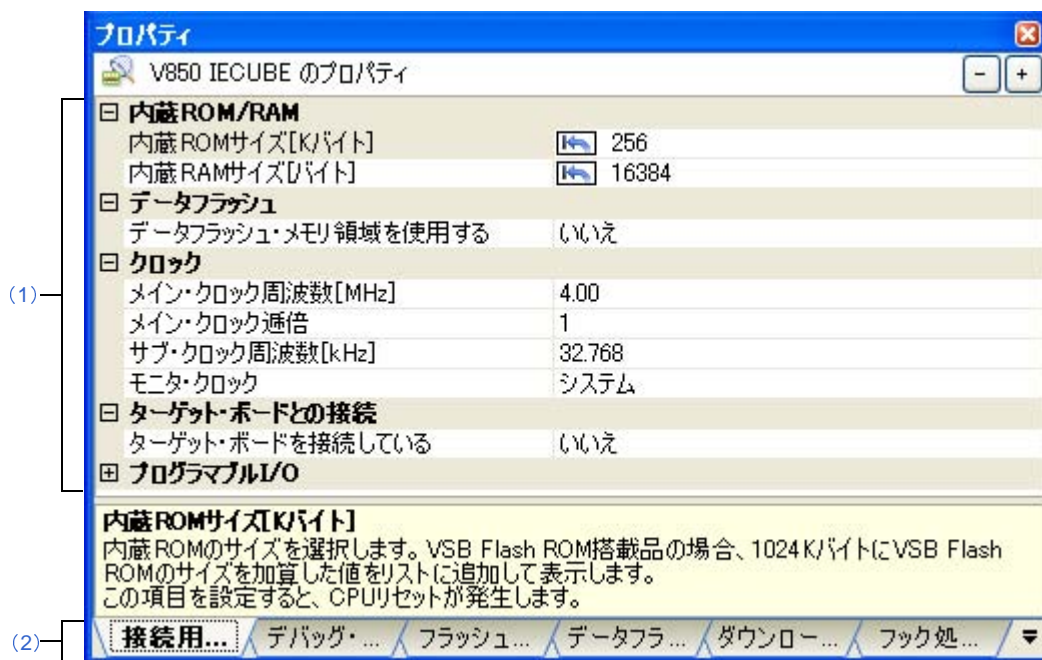 プロパティ
V850 IECUBE のプロパティ
- +
内蔵ROM/RAM
内蔵ROMサイズ[Kバイト] 256
内蔵RAMサイズ[バイト] 16384
データフラッシュ
データフラッシュ・メモリ領域を使用する いいえ
クロック
(1) メイン・クロック周波数[MHz] 4.00
メイン・クロック逓倍 1
サブ・クロック周波数[kHz] 32.768
モニタ・クロック システム
ターゲット・ボードとの接続
ターゲット・ボードを接続している いいえ
プログラマブルI/O
内蔵ROMサイズ[Kバイト]
内蔵ROMのサイズを選択します。VSB Flash ROM搭載品の場合、1024KバイトにVSB Flash
ROMのサイズを加算した値をリストに追加して表示します。
この項目を設定すると、CPUリセットが発生します。
(2) 接続用... デバッグ・... フラッシュ... データフラ... ダウンロー... フック処...